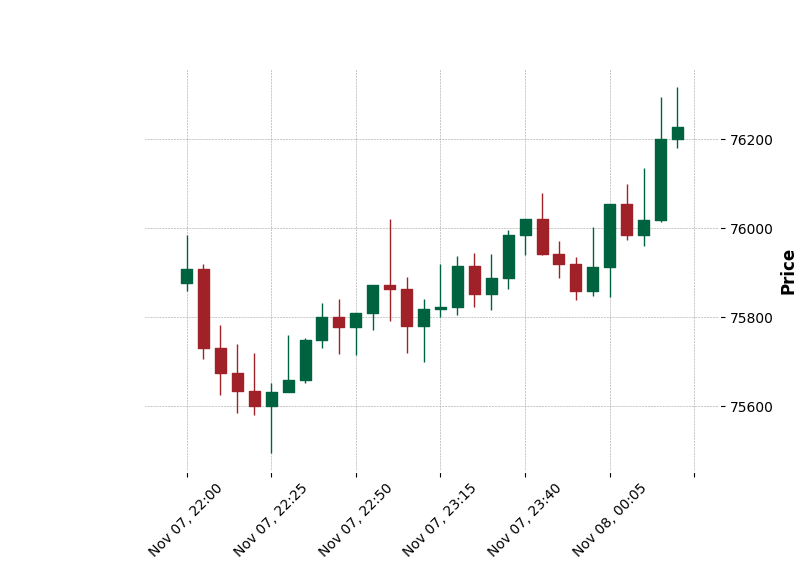 76200
76000
75800
75600
Price
Nov 07, 22:00
Nov 07, 22:25
Nov 07, 22:50
Nov 07, 23:15
Nov 07, 23:40
Nov 08, 00:05